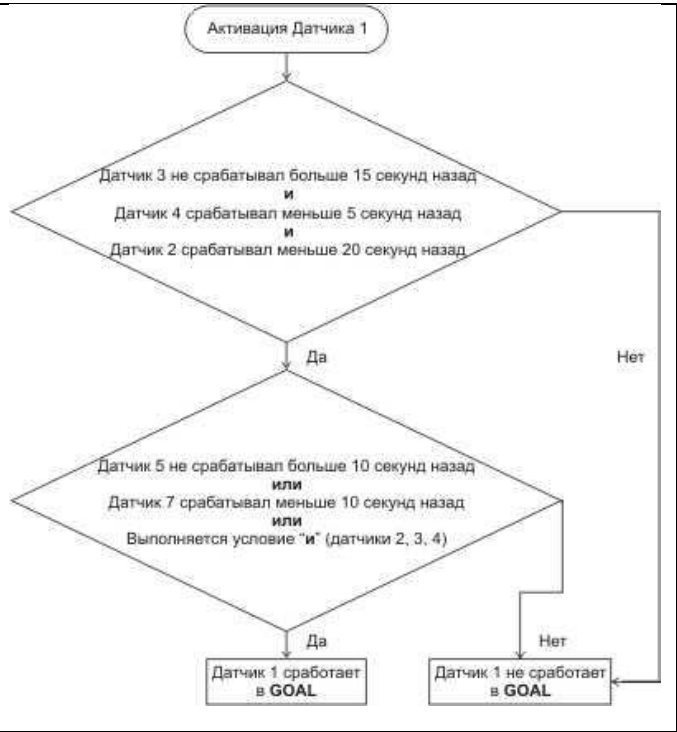 Активация Датчика 1
Датчик 3 не срабатывал больше 15 секунд назад
и
Датчик 4 срабатывал меньше 5 секунд назад
и
Датчик 2 срабатывал меньше 20 секунд назад
Да
Нет
Датчик 5 не срабатывал больше 10 секунд назад
или
Датчик 7 срабатывал меньше 10 секунд назад
или
Выполняется условие "и" (датчики 2, 3, 4)
Да
Нет
Датчик 1 сработает
в GOAL
Датчик 1 не сработает
в GOAL